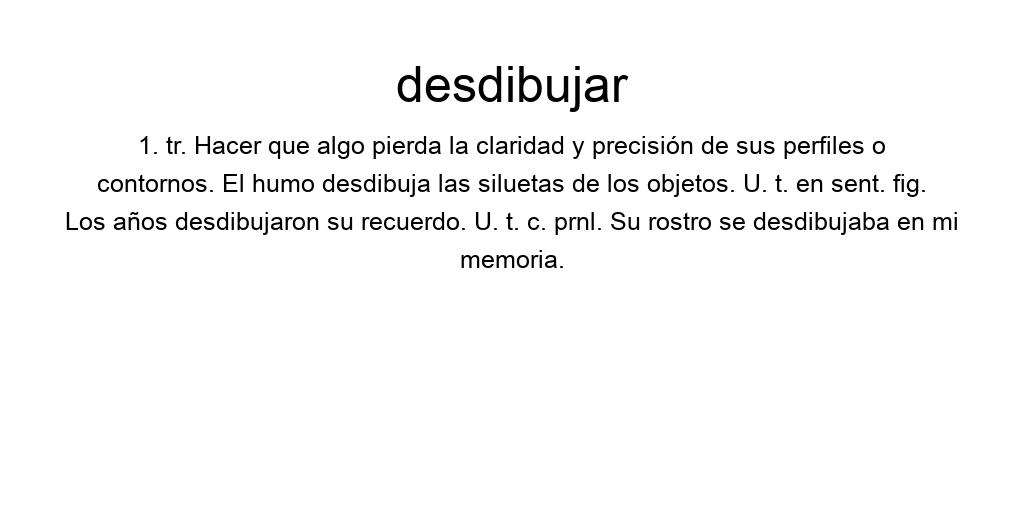 desdibujar
1. tr. Hacer que algo pierda la claridad y precisión de sus perfiles o
contornos. El humo desdibuja las siluetas de los objetos. U. t. en sent. fig.
Los años desdibujaron su recuerdo. U. t. c. prnl. Su rostro se desdibujaba en mi
memoria.